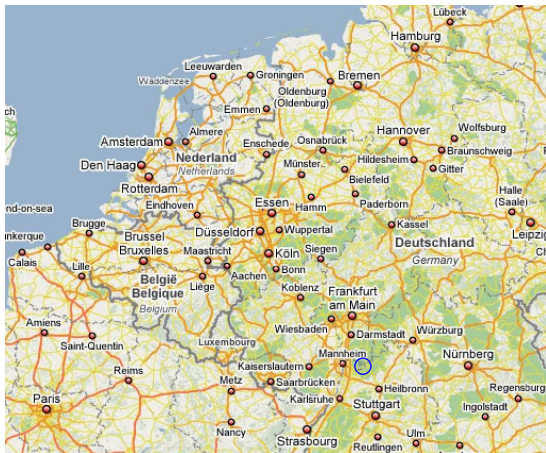 Lübeck
Hamburg
Leeuwarden
Groningen
Waddenzee
Bremen
Oldenburg
(Oldenburg)
Emmen
Amsterdam
Almere
Enschede
Osnabrück
Hannover
Wolfsburg
Braunschweig
Hildesheim
Gitter
Nederland
Netherlands
Den Haag
Rotterdam
Münster
Bielefeld
Hamm
Paderborn
Halle
(Saale)
Eindhoven
Essen
nd-on-sea
Brugge
Düsseldorf
Wuppertal
Kassel
Leipzig
nkerque
Calais
Lille
Brussel
Bruxelles
Maastricht
Köln
Siegen
Deutschland
Germany
Aachen
Bonn
België
Belgique
Belgium
Liège
Koblenz
Frankfurt
am Main
Amiens
Saint-Quentin
Wiesbaden
Darmstadt
Würzburg
Luxembourg
Mannheim
Nürnberg
Kaiserslautern
Reims
Metz
Saarbrücken
Heilbronn
Regensburg
Paris
Karlsruhe
Stuttgart
Ingolstadt
Nancy
Strasbourg
Reutlingen
Ulm